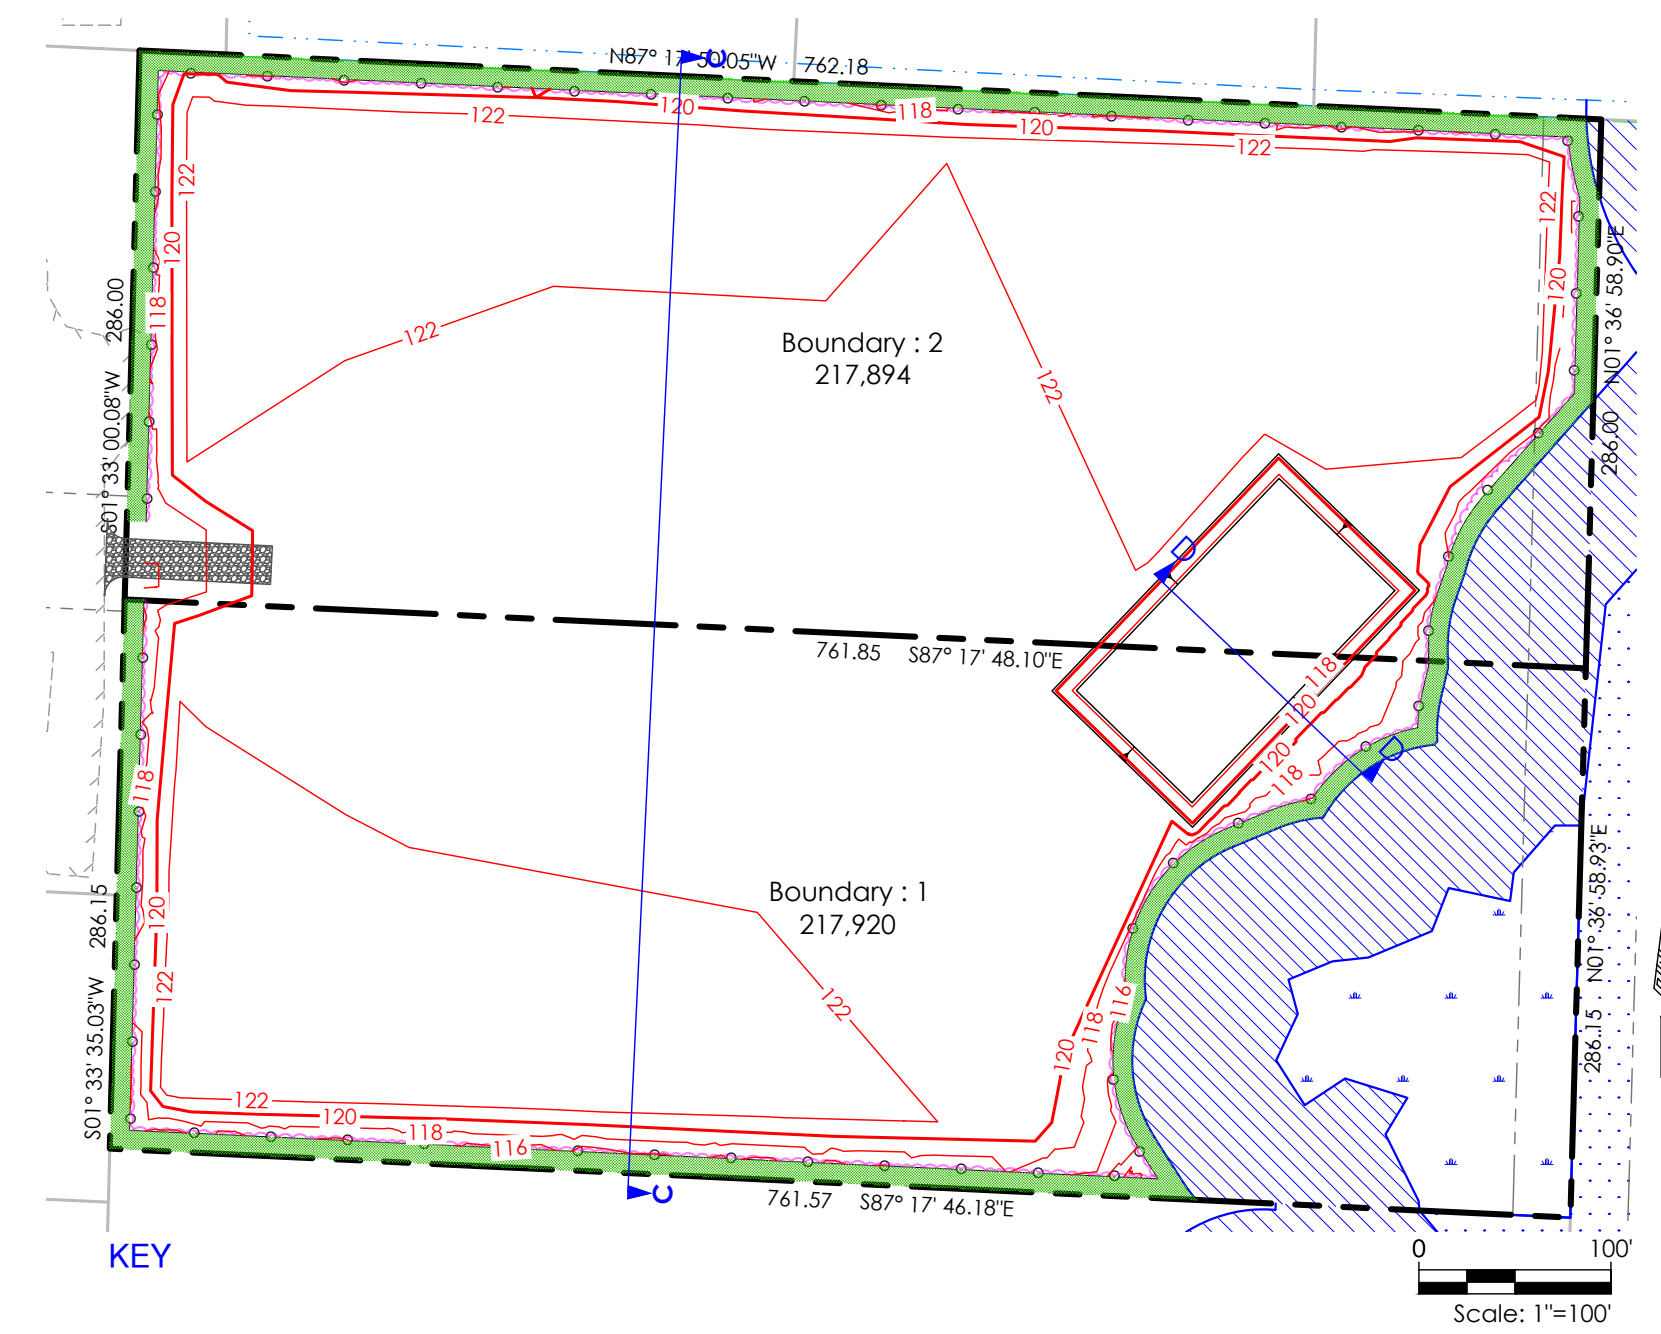 N87° 17' 50.05"W 762.18
C
122
120
118
120
122
122
120
118
286.00
S01° 33' 00.08"W
122
122
122
120
N01° 36' 58.90"E
286.00
Boundary : 2
217,894
D
761.85 S87° 17' 48.10"E
118
120
120
118
D
118
120
122
286.15
S01° 33' 35.03"W
Boundary : 1
217,920
122
116
118
120
N01° 36' 58.93"E
286.15
122
120
118
116
C
761.57 S87° 17' 46.18"E
KEY
0 100'
Scale: 1"=100'